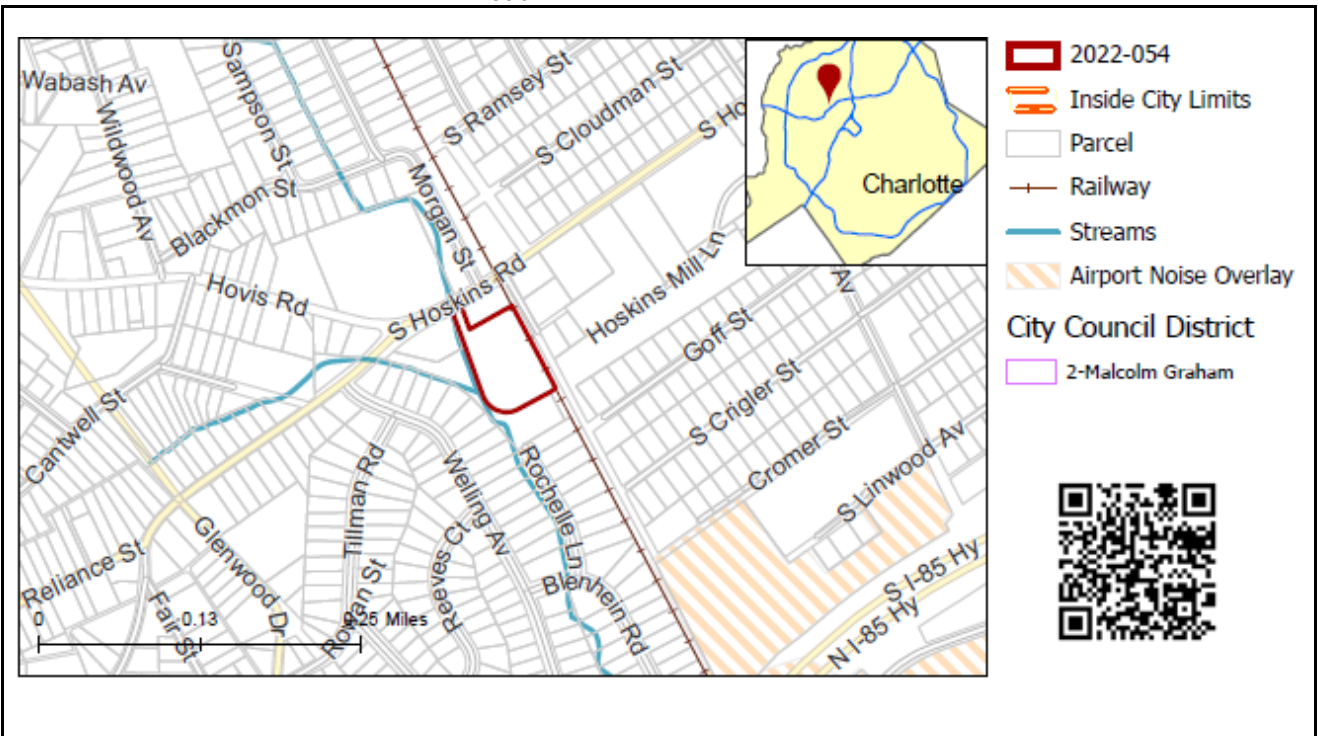 Wabash Av
Wildwood Av
Sampson St
Blackmon St
S Ramsey St
S Cloudman St
S Ho
Morgan St
Hovis Rd
S Hoskins Rd
Hoskins Mill Ln
Goff St
S Crigler St
Cromer St
S Linwood Av
Av
Cantwell St
Tillman Rd
Welling Av
Rochelle Ln
Reeves Ct
Blenhein Rd
Glenwood Dr
Reliance St
Fair St
Rowan St
S I-85 Hy
N I-85 Hy
0 0.13 0.25 Miles
Charlotte
2022-054
Inside City Limits
Parcel
Railway
Streams
Airport Noise Overlay
City Council District
2-Malcolm Graham